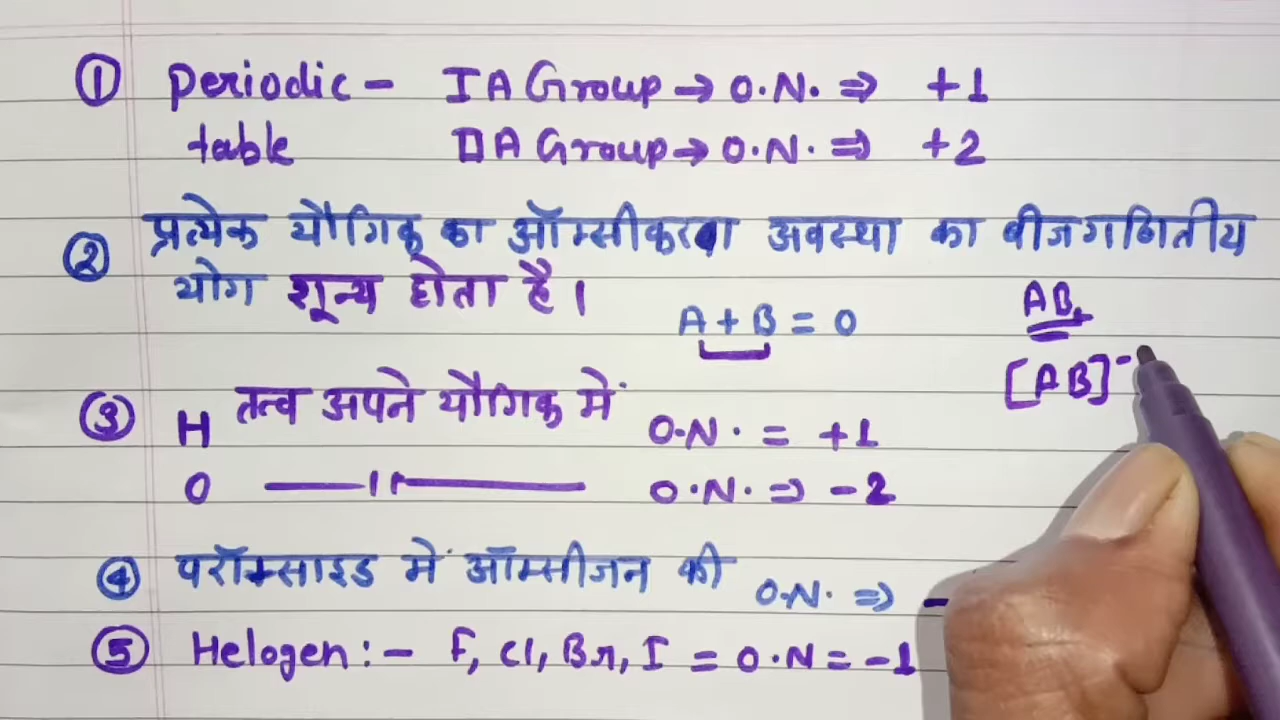 ① Periodic - IA Group → O.N. ⇒ +1
table IIA Group → O.N. ⇒ +2
② प्रत्येक यौगिक का ऑक्सीकरण अवस्था का बीजगणितीय
योग शून्य होता है।
A + B = 0
AB
[AB]⁻
③ H तत्व अपने यौगिक में O.N. = +1
O —— 11 —— O.N. ⇒ -2
④ परॉक्साइड में ऑक्सीजन की O.N. ⇒ -
⑤ Helogen :- F, Cl, Br, I = O.N = -1